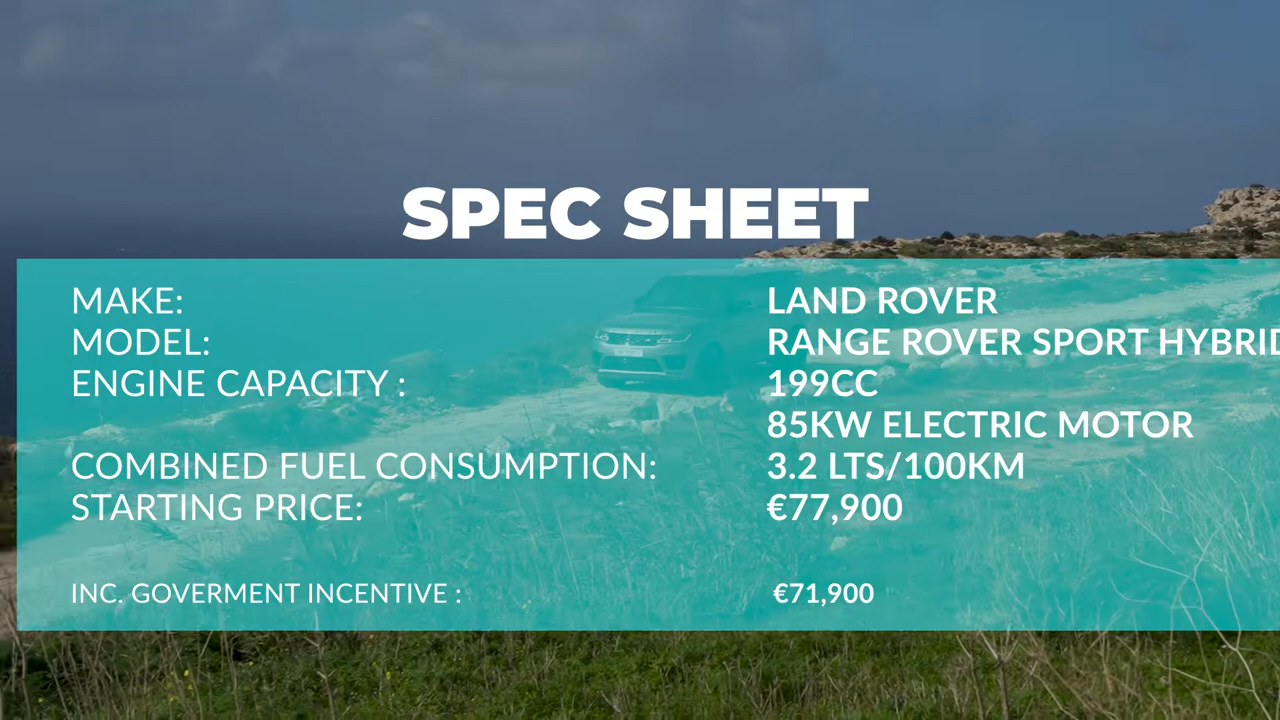 SPEC SHEET
MAKE: LAND ROVER
MODEL: RANGE ROVER SPORT HYBRID
ENGINE CAPACITY : 199CC
85KW ELECTRIC MOTOR
COMBINED FUEL CONSUMPTION: 3.2 LTS/100KM
STARTING PRICE: €77,900
INC. GOVERMENT INCENTIVE : €71,900